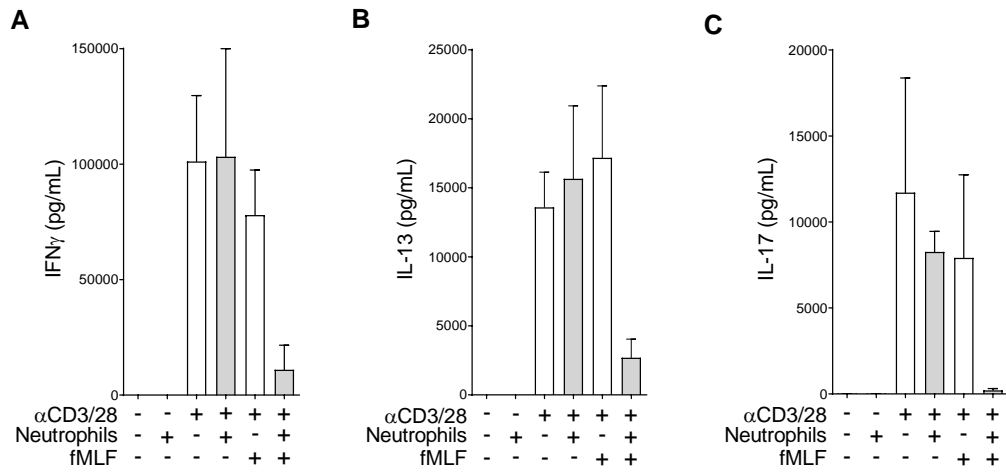 A
150000
100000
50000
0
IFNγ (pg/mL)
αCD3/28 - - + + + +
Neutrophils - + - + - +
fMLF - - - - + +
B
25000
20000
15000
10000
5000
0
IL-13 (pg/mL)
αCD3/28 - - + + + +
Neutrophils - + - + - +
fMLF - - - - + +
C
20000
15000
10000
5000
0
IL-17 (pg/mL)
αCD3/28 - - + + + +
Neutrophils - + - + - +
fMLF - - - - + +